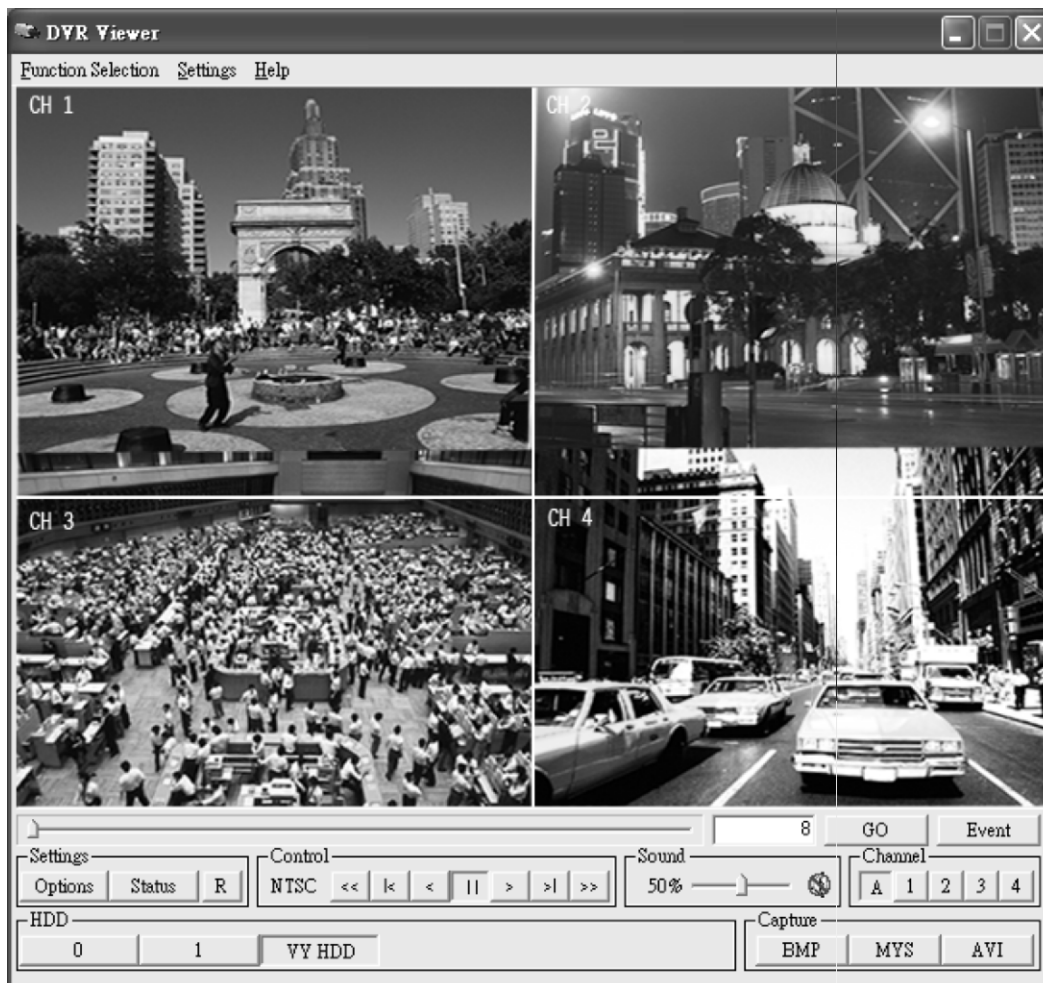 DVR Viewer
Function Selection Settings Help
CH 1
CH 2
CH 3
CH 4
8 GO Event
Settings Control Sound Channel
Options Status R NTSC << |< < || > >| >> 50% A 1 2 3 4
HDD Capture
0 1 VY HDD BMP MYS AVI